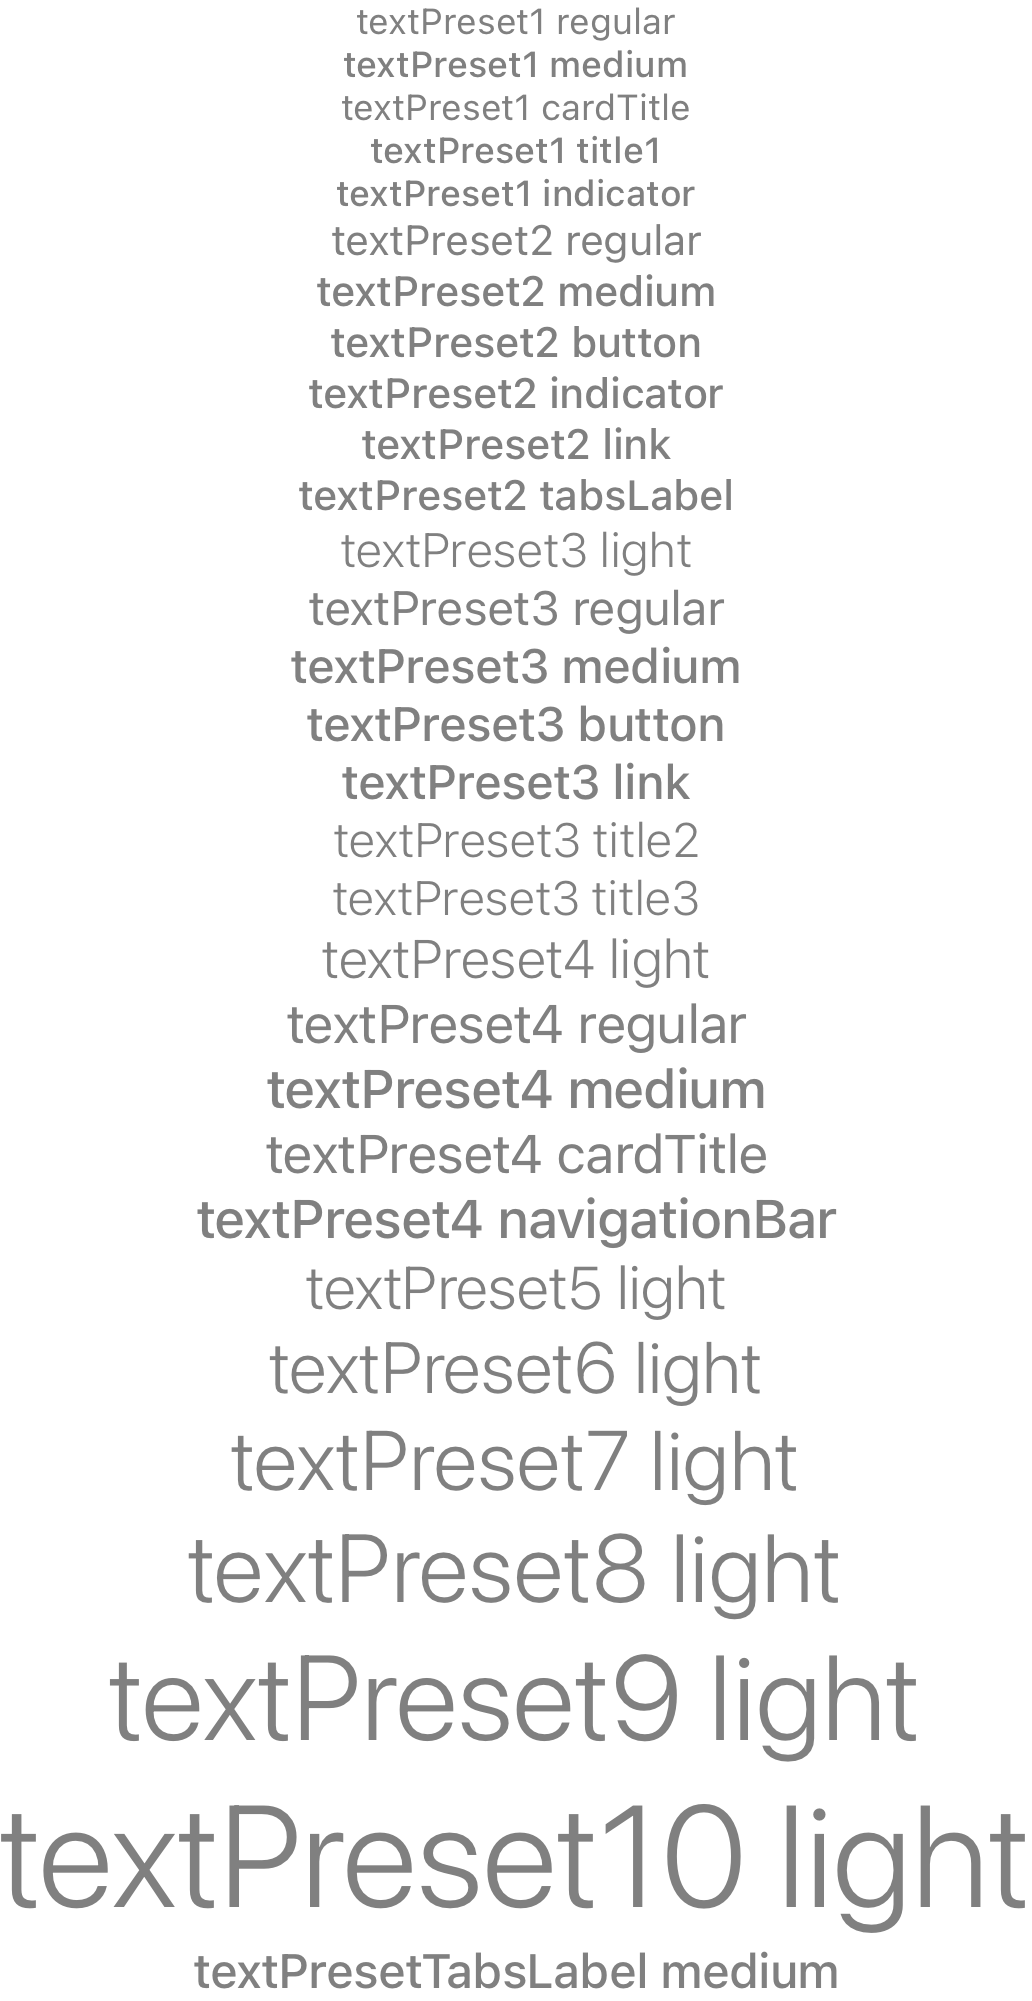 textPreset1 regular
textPreset1 medium
textPreset1 cardTitle
textPreset1 title1
textPreset1 indicator
textPreset2 regular
textPreset2 medium
textPreset2 button
textPreset2 indicator
textPreset2 link
textPreset2 tabsLabel
textPreset3 light
textPreset3 regular
textPreset3 medium
textPreset3 button
textPreset3 link
textPreset3 title2
textPreset3 title3
textPreset4 light
textPreset4 regular
textPreset4 medium
textPreset4 cardTitle
textPreset4 navigationBar
textPreset5 light
textPreset6 light
textPreset7 light
textPreset8 light
textPreset9 light
textPreset10 light
textPresetTabsLabel medium